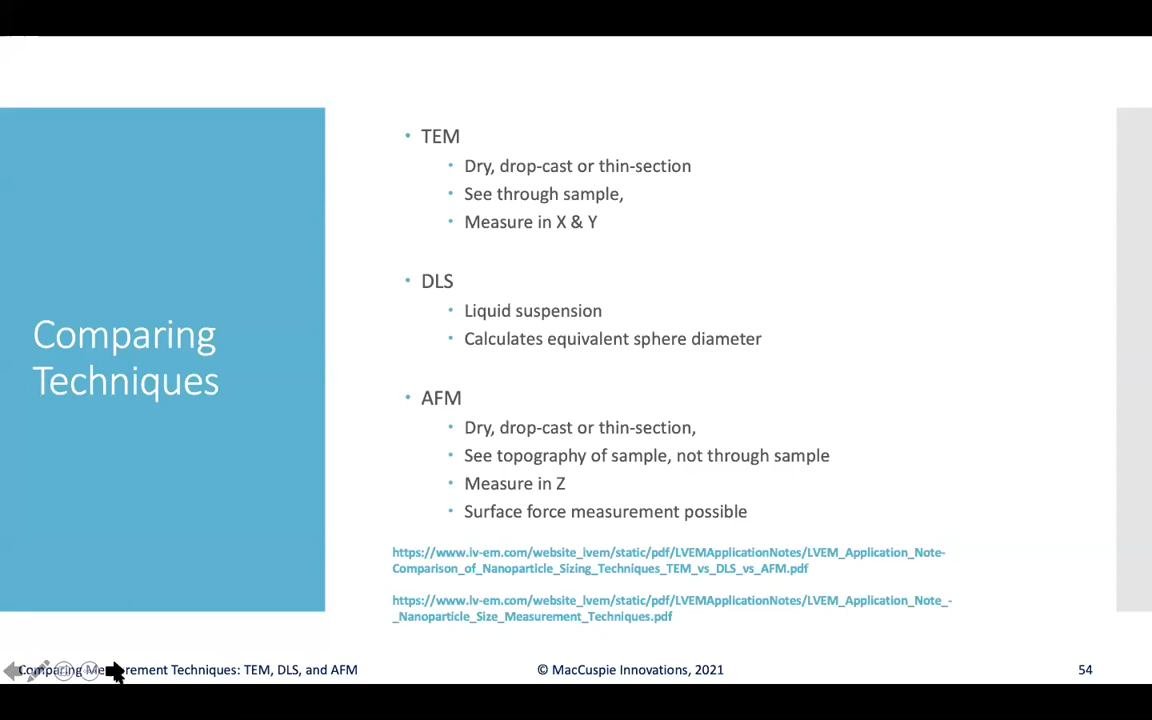 Comparing
Techniques
• TEM
• Dry, drop-cast or thin-section
• See through sample,
• Measure in X & Y
• DLS
• Liquid suspension
• Calculates equivalent sphere diameter
• AFM
• Dry, drop-cast or thin-section,
• See topography of sample, not through sample
• Measure in Z
• Surface force measurement possible
https://www.lv-em.com/website_lvem/static/pdf/LVEMApplicationNotes/LVEM_Application_Note-
Comparison_of_Nanoparticle_Sizing_Techniques_TEM_vs_DLS_vs_AFM.pdf
https://www.lv-em.com/website_lvem/static/pdf/LVEMApplicationNotes/LVEM_Application_Note_-
_Nanoparticle_Size_Measurement_Techniques.pdf
Comparing Measurement Techniques: TEM, DLS, and AFM
© MacCuspie Innovations, 2021
54